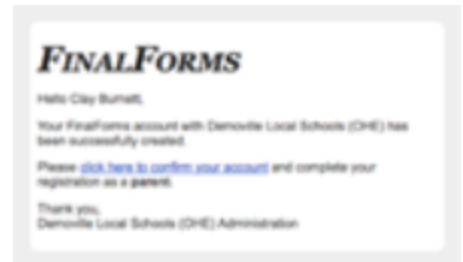 FINALFORMS
Hello Clay Burnett,
Your FinalForms account with Demoville Local Schools (OHE) has
been successfully created.
Please click here to confirm your account and complete your
registration as a parent.
Thank you,
Demoville Local Schools (OHE) Administration